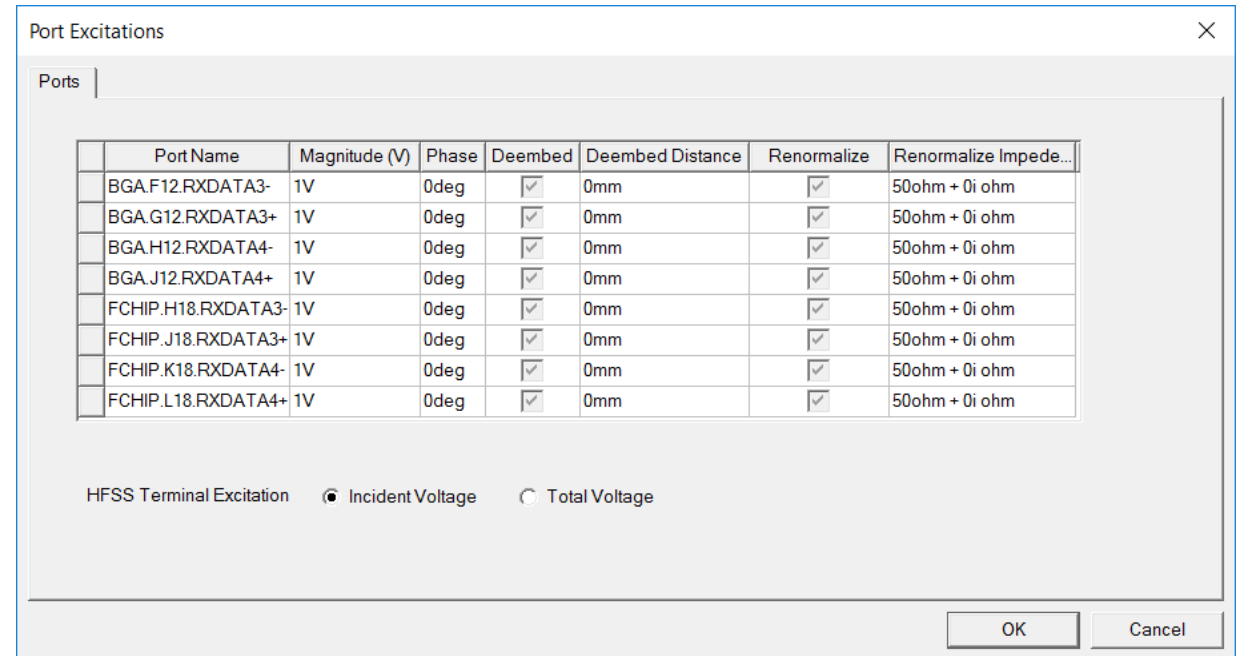 Port Excitations
Ports
Port Name Magnitude (V) Phase Deembed Deembed Distance Renormalize Renormalize Impede...
BGA.F12.RXDATA3- 1V 0deg 0mm 50ohm + 0i ohm
BGA.G12.RXDATA3+ 1V 0deg 0mm 50ohm + 0i ohm
BGA.H12.RXDATA4- 1V 0deg 0mm 50ohm + 0i ohm
BGA.J12.RXDATA4+ 1V 0deg 0mm 50ohm + 0i ohm
FCHIP.H18.RXDATA3- 1V 0deg 0mm 50ohm + 0i ohm
FCHIP.J18.RXDATA3+ 1V 0deg 0mm 50ohm + 0i ohm
FCHIP.K18.RXDATA4- 1V 0deg 0mm 50ohm + 0i ohm
FCHIP.L18.RXDATA4+ 1V 0deg 0mm 50ohm + 0i ohm
HFSS Terminal Excitation Incident Voltage Total Voltage
OK Cancel